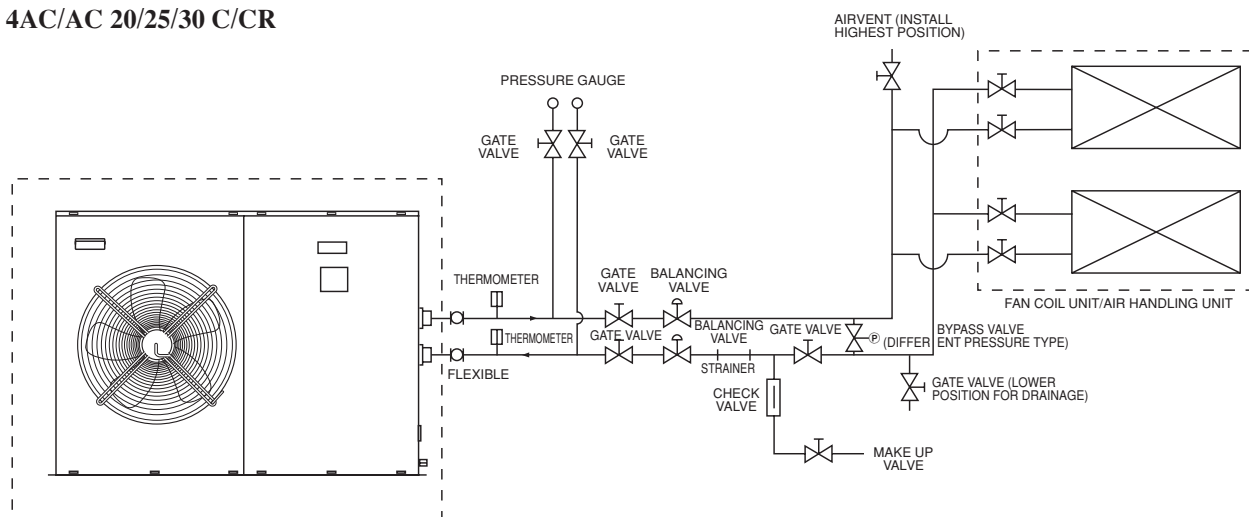 4AC/AC 20/25/30 C/CR
AIRVENT (INSTALL
HIGHEST POSITION)
PRESSURE GAUGE
GATE
VALVE
GATE
VALVE
THERMOMETER
GATE
VALVE
BALANCING
VALVE
FAN COIL UNIT/AIR HANDLING UNIT
THERMOMETER
GATE VALVE
BALANCING
VALVE
GATE VALVE
P
BYPASS VALVE
(DIFFER ENT PRESSURE TYPE)
FLEXIBLE
STRAINER
CHECK
VALVE
GATE VALVE (LOWER
POSITION FOR DRAINAGE)
MAKE UP
VALVE